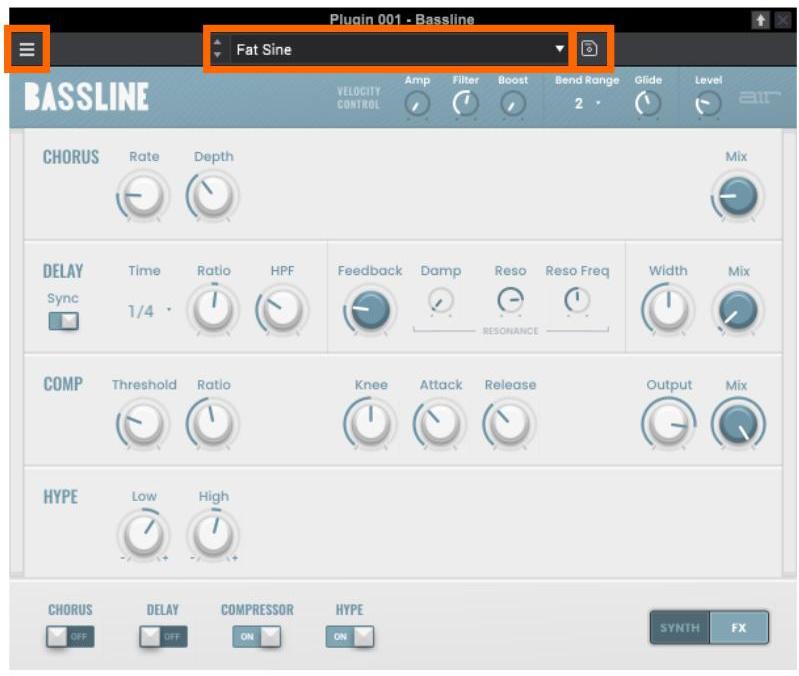 Plugin 001 - Bassline
Fat Sine
BASSLINE
VELOCITY CONTROL
Amp Filter Boost Bend Range Glide Level
2
air
CHORUS Rate Depth Mix
DELAY Time Ratio HPF Feedback Damp Reso Reso Freq Width Mix
Sync
1/4
RESONANCE
COMP Threshold Ratio Knee Attack Release Output Mix
HYPE Low High
- + - +
CHORUS DELAY COMPRESSOR HYPE
OFF OFF ON ON
SYNTH FX